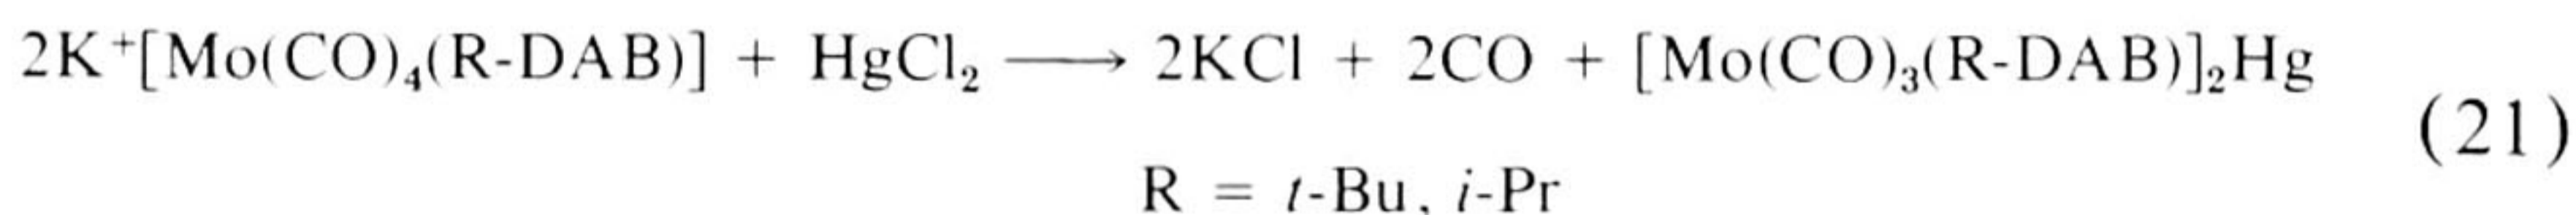 2K⁺[Mo(CO)₄(R-DAB)] + HgCl₂ ⟶ 2KCl + 2CO + [Mo(CO)₃(R-DAB)]₂Hg
(21)
R = t-Bu, i-Pr